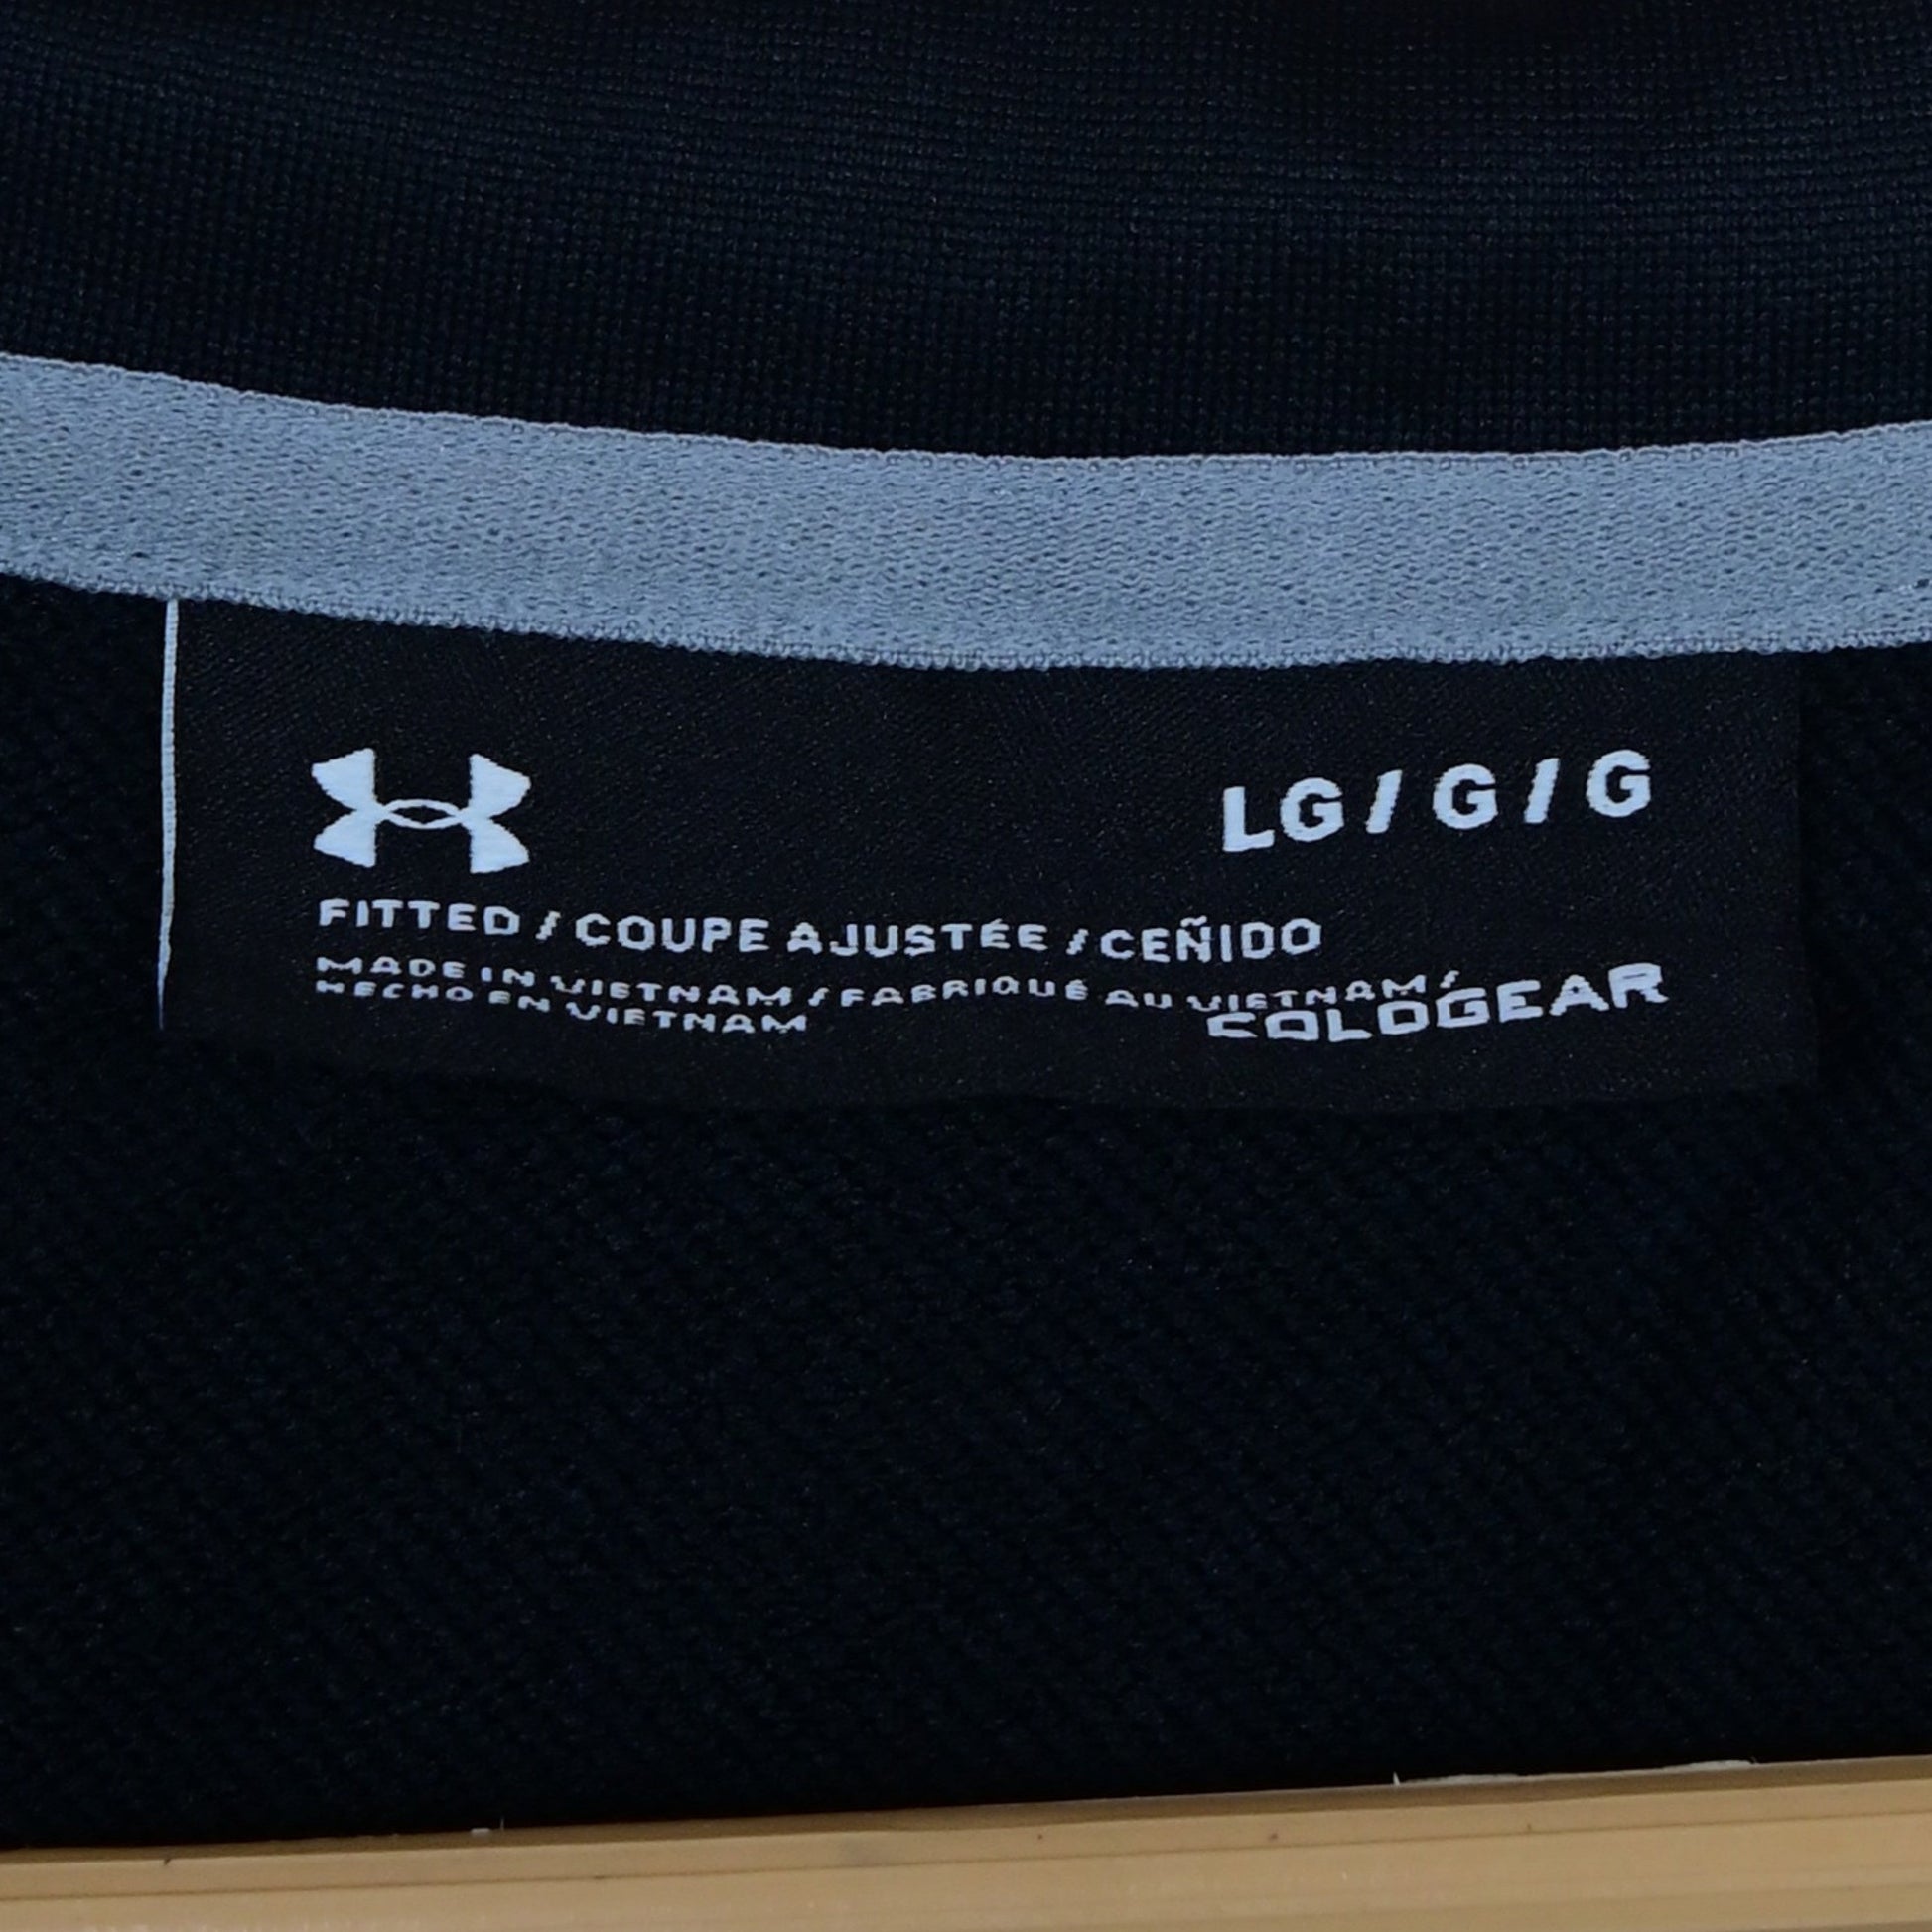 LG / G / G
FITTED / COUPE AJUSTÉE / CEÑIDO
MADE IN VIETNAM / FABRIQUÉ AU VIETNAM /
HECHO EN VIETNAM
COLDGEAR